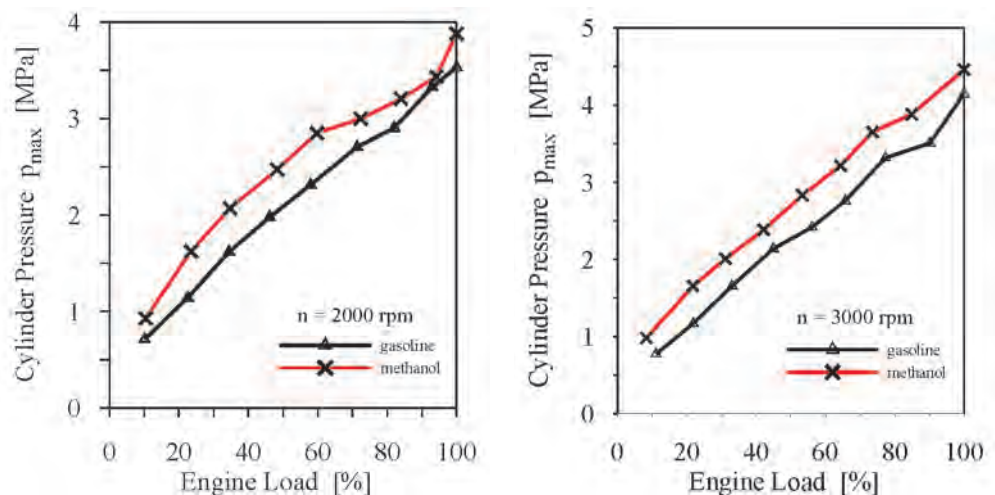 Cylinder Pressure pmax [MPa]
4
3
2
1
0
n = 2000 rpm
gasoline
methanol
0 20 40 60 80 100
Engine Load [%]
Cylinder Pressure pmax [MPa]
5
4
3
2
1
0
n = 3000 rpm
gasoline
methanol
0 20 40 60 80 100
Engine Load [%]